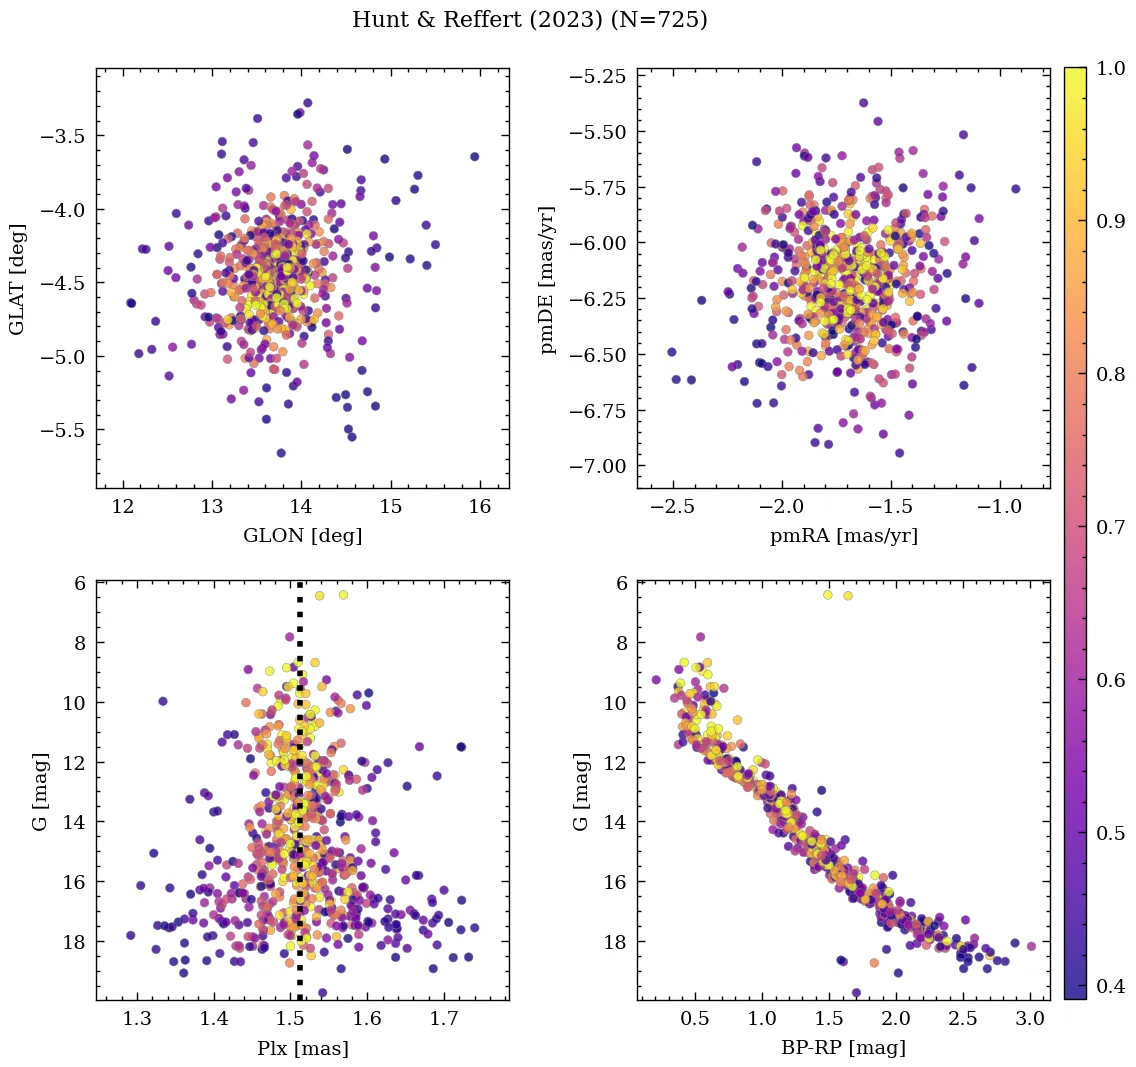 Hunt & Reffert (2023) (N=725)
−3.5
−4.0
−4.5
−5.0
−5.5
GLAT [deg]
12 13 14 15 16
GLON [deg]
−5.25
−5.50
−5.75
−6.00
−6.25
−6.50
−6.75
−7.00
pmDE [mas/yr]
−2.5 −2.0 −1.5 −1.0
pmRA [mas/yr]
1.0
0.9
0.8
0.7
0.6
0.5
0.4
6
8
10
12
14
16
18
G [mag]
1.3 1.4 1.5 1.6 1.7
Plx [mas]
6
8
10
12
14
16
18
G [mag]
0.5 1.0 1.5 2.0 2.5 3.0
BP-RP [mag]